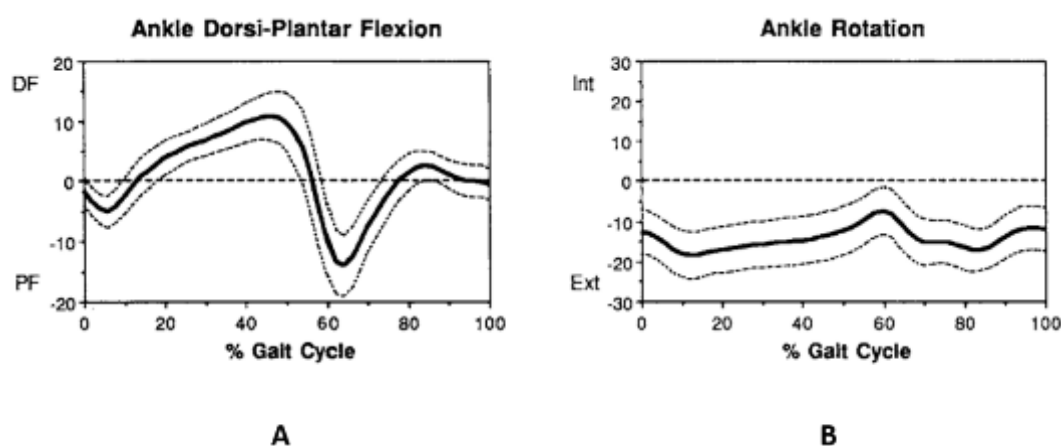 Ankle Dorsi-Plantar Flexion
DF
20
10
0
-10
PF
-20
0
20
40
60
80
100
% Gait Cycle
A
Ankle Rotation
Int
30
20
10
0
-10
-20
Ext
-30
0
20
40
60
80
100
% Gait Cycle
B